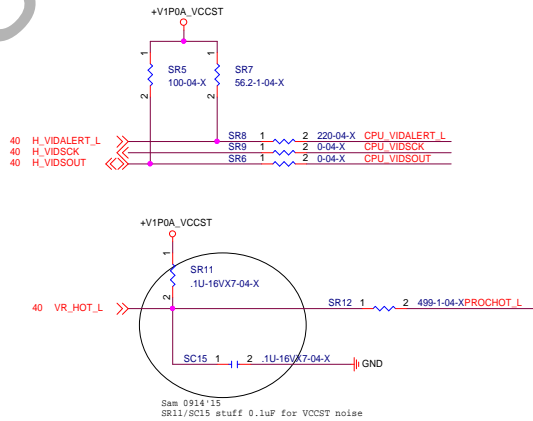 +V1P0A_VCCST
1 1
SR5 SR7
100-04-X 56.2-1-04-X
2 2
40 H_VIDALERT_L SR8 1 2 220-04-X CPU_VIDALERT_L
40 H_VIDSCK SR9 1 2 0-04-X CPU_VIDSCK
40 H_VIDSOUT SR6 1 2 0-04-X CPU_VIDSOUT
+V1P0A_VCCST
1
SR11
.1U-16VX7-04-X
2
40 VR_HOT_L SR12 1 2 499-1-04-X PROCHOT_L
SC15 1 2 .1U-16VX7-04-X GND
Sam 0914'15
SR11/SC15 stuff 0.1uF for VCCST noise